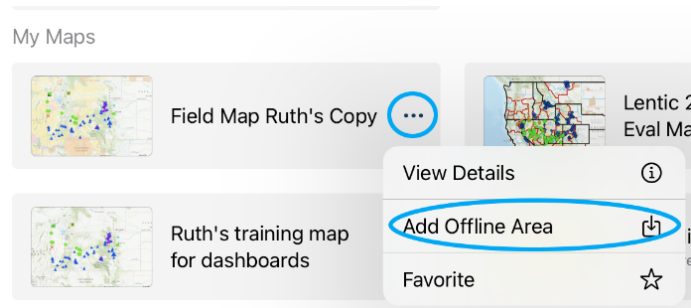 My Maps
Field Map Ruth's Copy
Lentic 2
Eval Ma
View Details
Add Offline Area
Favorite
Ruth's training map
for dashboards